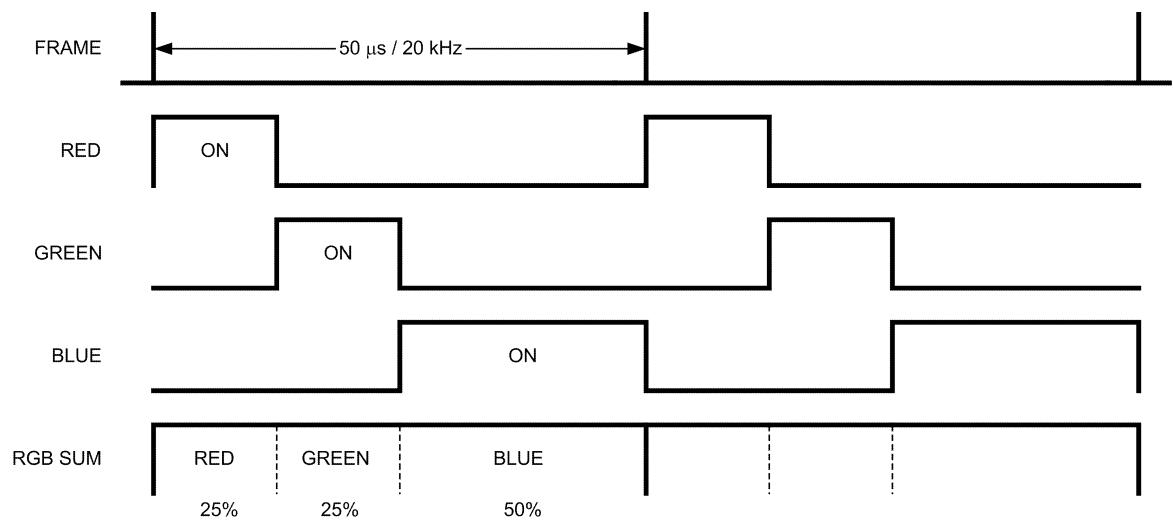 FRAME
50 μs / 20 kHz
RED
ON
GREEN
ON
BLUE
ON
RGB SUM
RED
GREEN
BLUE
25%
25%
50%